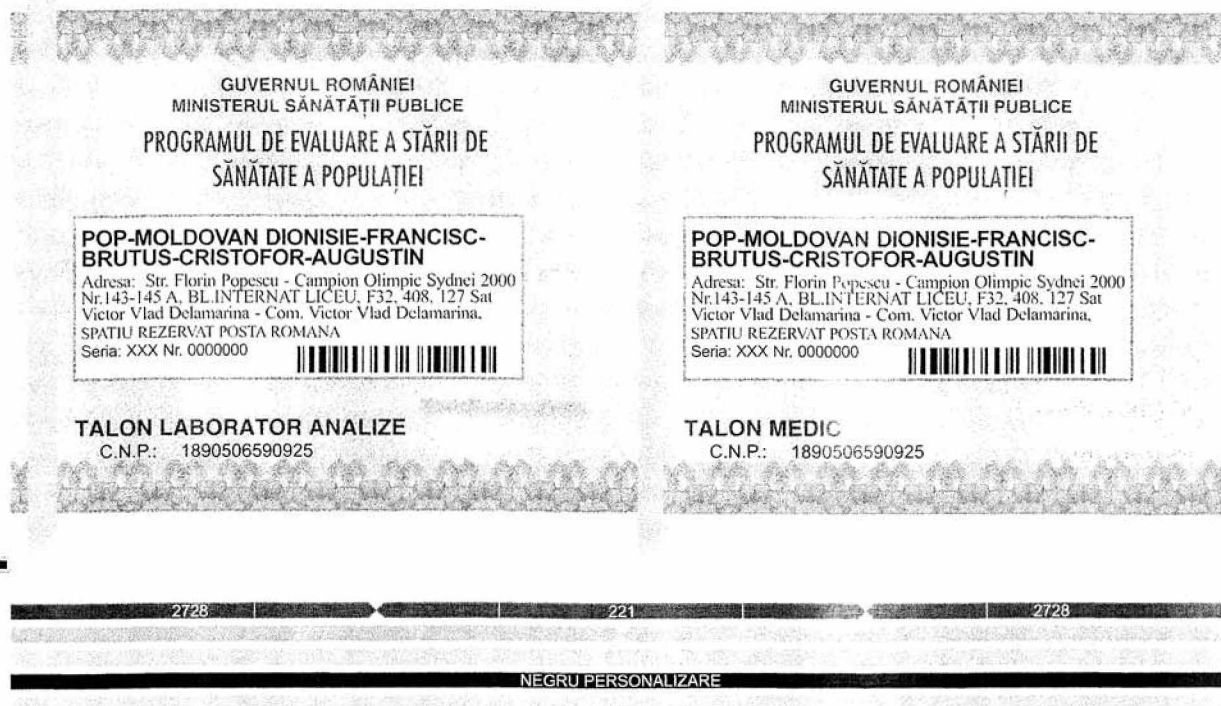 GUVERNUL ROMÂNIEI
MINISTERUL SĂNĂTĂȚII PUBLICE
PROGRAMUL DE EVALUARE A STĂRII DE
SĂNĂTATE A POPULAȚIEI
POP-MOLDOVAN DIONISIE-FRANCISC-
BRUTUS-CRISTOFOR-AUGUSTIN
Adresa: Str. Florin Popescu - Campion Olimpic Sydnei 2000
Nr.143-145 A, BL.INTERNAT LICEU, F32, 408, 127 Sat
Victor Vlad Delamarina - Com. Victor Vlad Delamarina,
SPATIU REZERVAT POSTA ROMANA
Seria: XXX Nr. 0000000
TALON LABORATOR ANALIZE
C.N.P.: 1890506590925
GUVERNUL ROMÂNIEI
MINISTERUL SĂNĂTĂȚII PUBLICE
PROGRAMUL DE EVALUARE A STĂRII DE
SĂNĂTATE A POPULAȚIEI
POP-MOLDOVAN DIONISIE-FRANCISC-
BRUTUS-CRISTOFOR-AUGUSTIN
Adresa: Str. Florin Popescu - Campion Olimpic Sydnei 2000
Nr.143-145 A, BL.INTERNAT LICEU, F32, 408, 127 Sat
Victor Vlad Delamarina - Com. Victor Vlad Delamarina,
SPATIU REZERVAT POSTA ROMANA
Seria: XXX Nr. 0000000
TALON MEDIC
C.N.P.: 1890506590925
2728 221 2728
NEGRU PERSONALIZARE